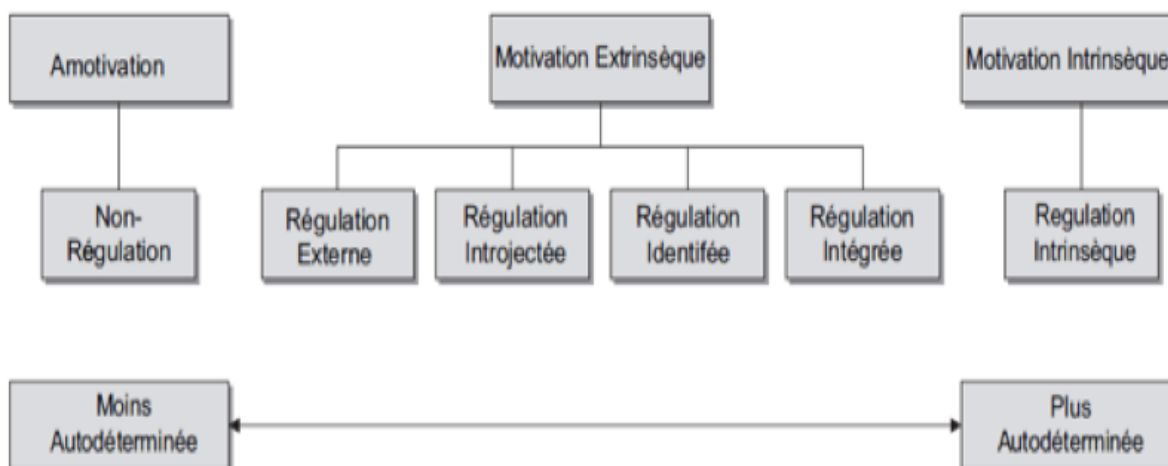 Amotivation
Motivation Extrinsèque
Motivation Intrinsèque
Non-
Régulation
Régulation
Externe
Régulation
Introjectée
Régulation
Identifée
Régulation
Intégrée
Regulation
Intrinsèque
Moins
Autodéterminée
Plus
Autodéterminée